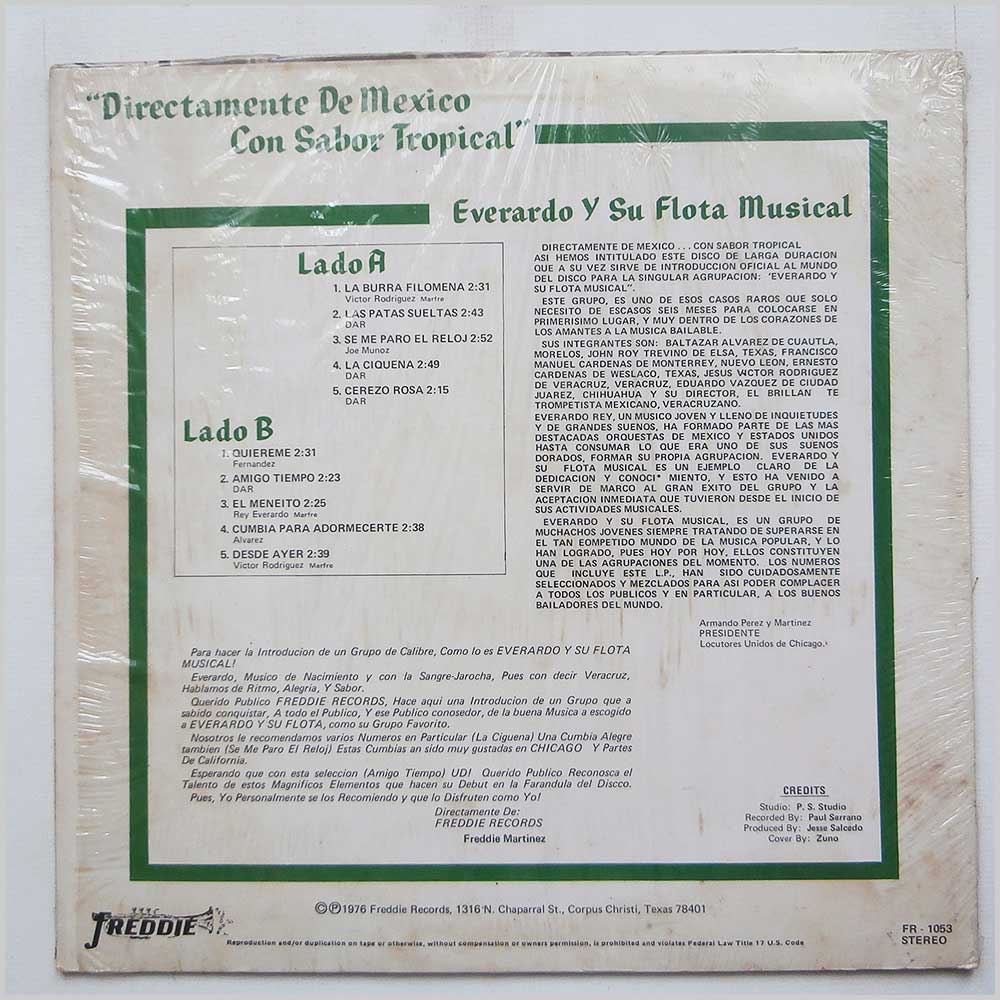 "Directamente De Mexico
Con Sabor Tropical"
Everardo Y Su Flota Musical
Lado A
1. LA BURRA FILOMENA 2:31
Victor Rodriguez Marfre
2. LAS PATAS SUELTAS 2:43
DAR
3. SE ME PARO EL RELOJ 2:52
Joe Munoz
4. LA CIQUENA 2:49
DAR
5. CEREZO ROSA 2:15
DAR
Lado B
1. QUIEREME 2:31
Fernandez
2. AMIGO TIEMPO 2:23
DAR
3. EL MENEITO 2:25
Rey Everardo Marfre
4. CUMBIA PARA ADORMECERTE 2:38
Alvarez
5. DESDE AYER 2:39
Victor Rodriguez Marfre
DIRECTAMENTE DE MEXICO ... CON SABOR TROPICAL
ASI HEMOS INTITULADO ESTE DISCO DE LARGA DURACION
QUE A SU VEZ SIRVE DE INTRODUCCION OFICIAL AL MUNDO
DEL DISCO PARA LA SINGULAR AGRUPACION: 'EVERARDO Y
SU FLOTA MUSICAL".
ESTE GRUPO, ES UNO DE ESOS CASOS RAROS QUE SOLO
NECESITO DE ESCASOS SEIS MESES PARA COLOCARSE EN
PRIMERISIMO LUGAR, Y MUY DENTRO DE LOS CORAZONES DE
LOS AMANTES A LA MUSICA BAILABLE.
SUS INTEGRANTES SON: BALTAZAR ALVAREZ DE CUAUTLA,
MORELOS, JOHN ROY TREVINO DE ELSA, TEXAS, FRANCISCO
MANUEL CARDENAS DE MONTERREY, NUEVO LEON, ERNESTO
CARDENAS DE WESLACO, TEXAS, JESUS VICTOR RODRIGUEZ
DE VERACRUZ, VERACRUZ, EDUARDO VAZQUEZ DE CIUDAD
JUAREZ, CHIHUAHUA Y SU DIRECTOR, EL BRILLAN TE
TROMPETISTA MEXICANO, VERACRUZANO.
EVERARDO REY, UN MUSICO JOVEN Y LLENO DE INQUIETUDES
Y DE GRANDES SUENOS, HA FORMADO PARTE DE LAS MAS
DESTACADAS ORQUESTAS DE MEXICO Y ESTADOS UNIDOS
HASTA CONSUMAR LO QUE ERA UNO DE SUS SUENOS
DORADOS, FORMAR SU PROPIA AGRUPACION. EVERARDO Y
SU FLOTA MUSICAL ES UN EJEMPLO CLARO DE LA
DEDICACION Y CONOCI* MIENTO, Y ESTO HA VENIDO A
SERVIR DE MARCO AL GRAN EXITO DEL GRUPO Y LA
ACEPTACION INMEDIATA QUE TUVIERON DESDE EL INICIO DE
SUS ACTIVIDADES MUSICALES.
EVERARDO Y SU FLOTA MUSICAL, ES UN GRUPO DE
MUCHACHOS JOVENES SIEMPRE TRATANDO DE SUPERARSE EN
EL TAN EOMPETIDO MUNDO DE LA MUSICA POPULAR, Y LO
HAN LOGRADO, PUES HOY POR HOY, ELLOS CONSTITUYEN
UNA DE LAS AGRUPACIONES DEL MOMENTO. LOS NUMEROS
QUE INCLUYE ESTE L.P., HAN SIDO CUIDADOSAMENTE
SELECCIONADOS Y MEZCLADOS PARA ASI PODER COMPLACER
A TODOS LOS PUBLICOS Y EN PARTICULAR, A LOS BUENOS
BAILADORES DEL MUNDO.
Armando Perez y Martinez
PRESIDENTE
Locutores Unidos de Chicago.
Para hacer la Introducion de un Grupo de Calibre, Como lo es EVERARDO Y SU FLOTA
MUSICAL!
Everardo, Musico de Nacimiento y con la Sangre-Jarocha, Pues con decir Veracruz,
Hablamos de Ritmo, Alegria, Y Sabor.
Querido Publico FREDDIE RECORDS, Hace aqui una Introducion de un Grupo que a
sabido conquistar, A todo el Publico, Y ese Publico conosedor, de la buena Musica a escogido
a EVERARDO Y SU FLOTA, como su Grupo Favorito.
Nosotros le recomendamos varios Numeros en Particular (La Ciguena) Una Cumbia Alegre
tambien (Se Me Paro El Reloj) Estas Cumbias an sido muy gustadas en CHICAGO Y Partes
De California.
Esperando que con esta seleccion (Amigo Tiempo) UD! Querido Publico Reconosca el
Talento de estos Magnificos Elementos que hacen su Debut en la Farandula del Discco.
Pues, Yo Personalmente se los Recomiendo y que lo Disfruten como Yo!
Directamente De:
FREDDIE RECORDS
Freddie Martinez
CREDITS
Studio: P. S. Studio
Recorded By: Paul Serrano
Produced By: Jesse Salcedo
Cover By: Zuno
FREDDIE
©℗1976 Freddie Records, 1316 N. Chaparral St., Corpus Christi, Texas 78401
Reproduction and/or duplication on tape or otherwise, without compensation or owners permission, is prohibited and violates Federal Law Title 17 U.S. Code
FR - 1053
STEREO